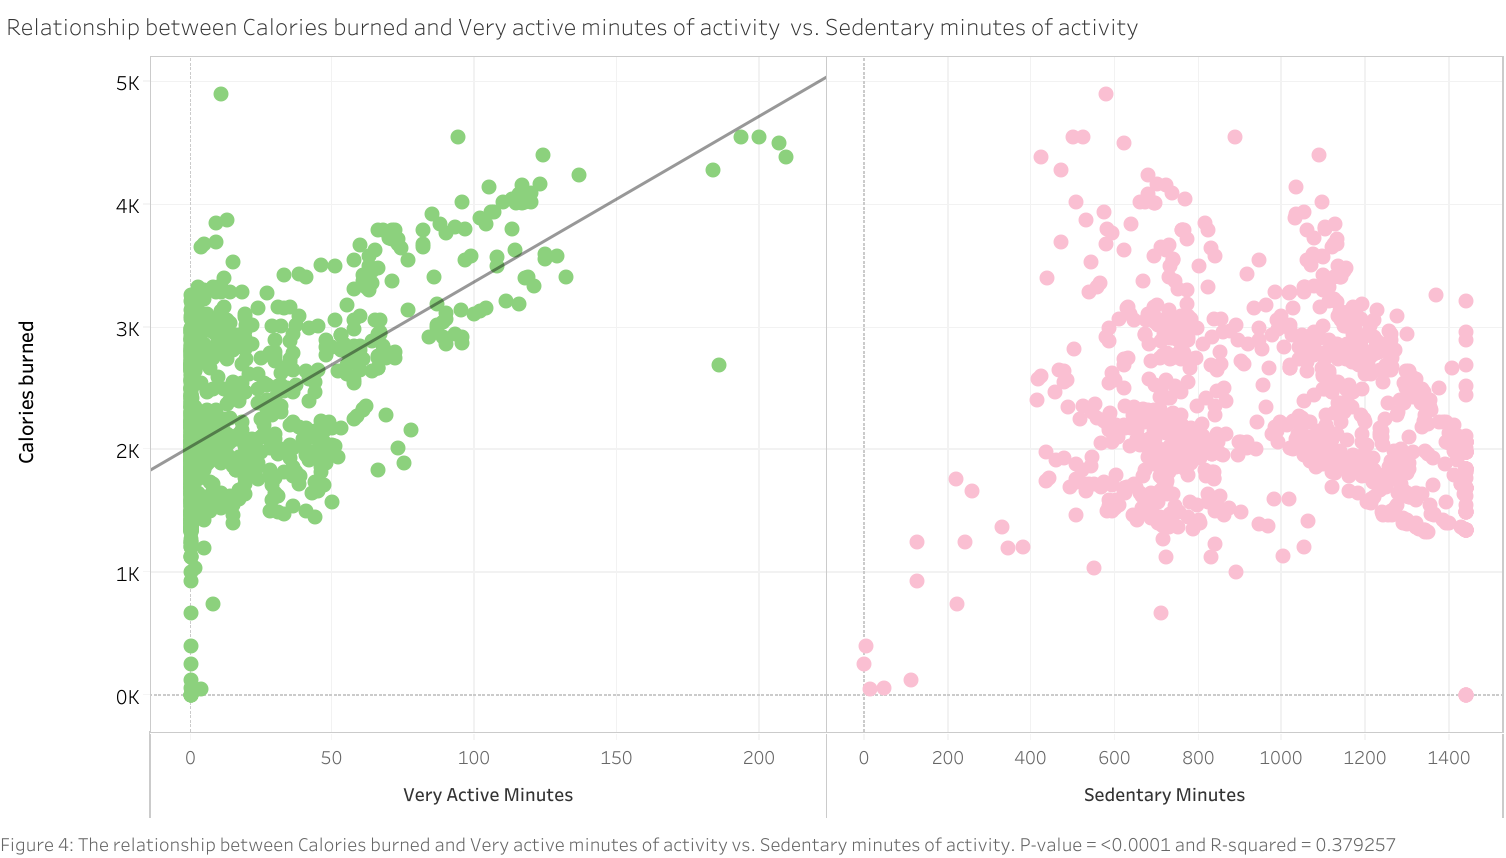 Relationship between Calories burned and Very active minutes of activity  vs. Sedentary minutes of activity
Calories burned
5K
4K
3K
2K
1K
0K
0 50 100 150 200
0 200 400 600 800 1000 1200 1400
Very Active Minutes
Sedentary Minutes
Figure 4: The relationship between Calories burned and Very active minutes of activity vs. Sedentary minutes of activity. P-value = <0.0001 and R-squared = 0.379257